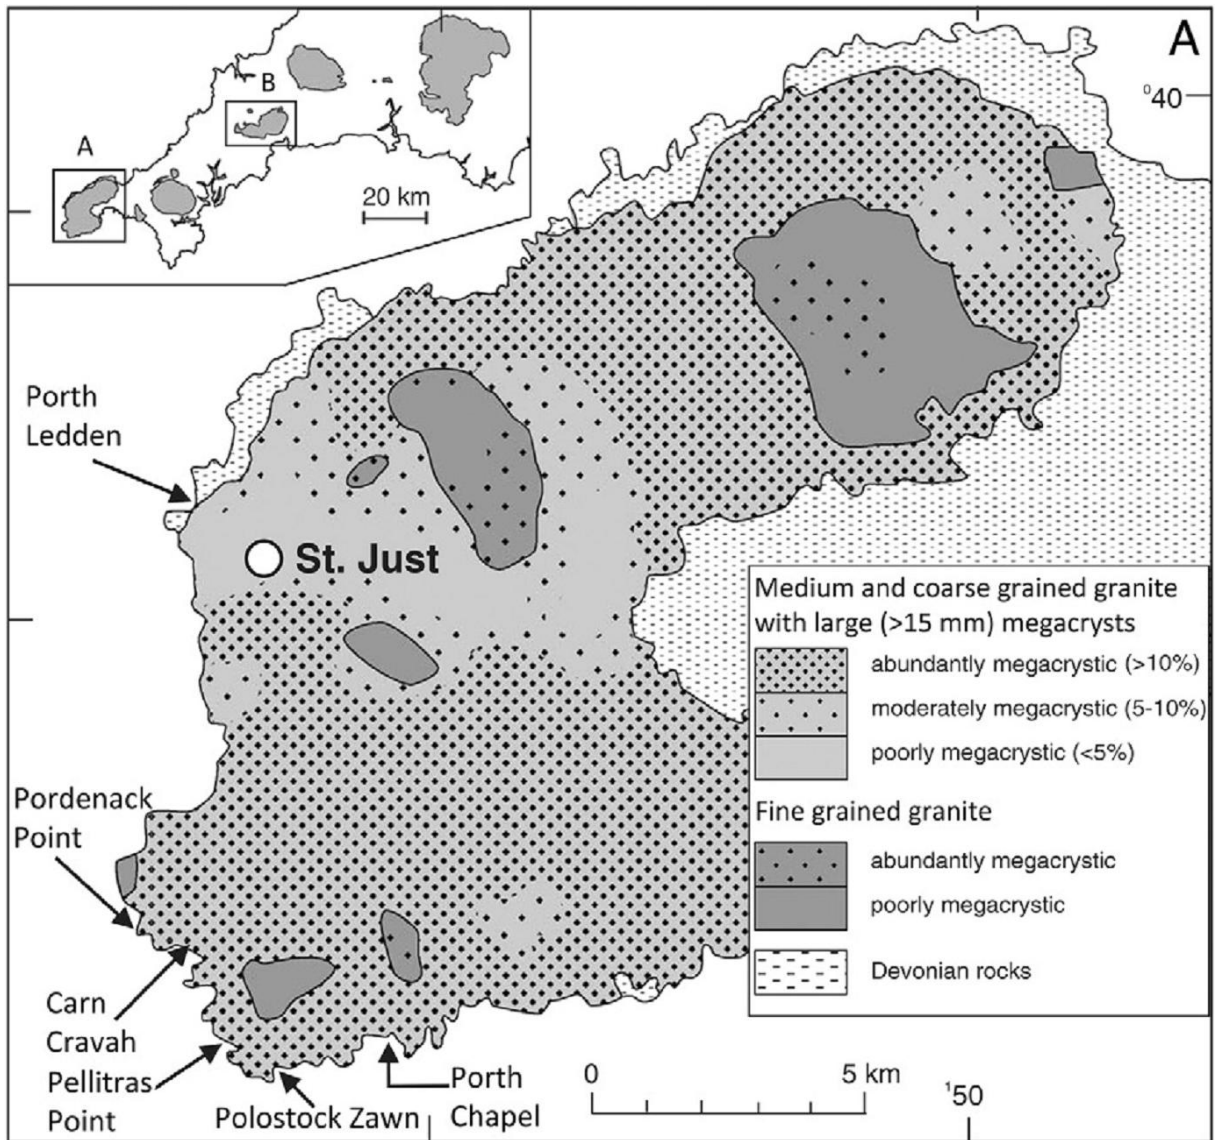 A
B
A
20 km
⁰40
Porth
Ledden
St. Just
Medium and coarse grained granite
with large (>15 mm) megacrysts
abundantly megacrystic (>10%)
moderately megacrystic (5-10%)
poorly megacrystic (<5%)
Fine grained granite
abundantly megacrystic
poorly megacrystic
Devonian rocks
Pordenack
Point
Carn
Cravah
Pellitras
Point
Polostock Zawn
Porth
Chapel
0
5 km
¹50